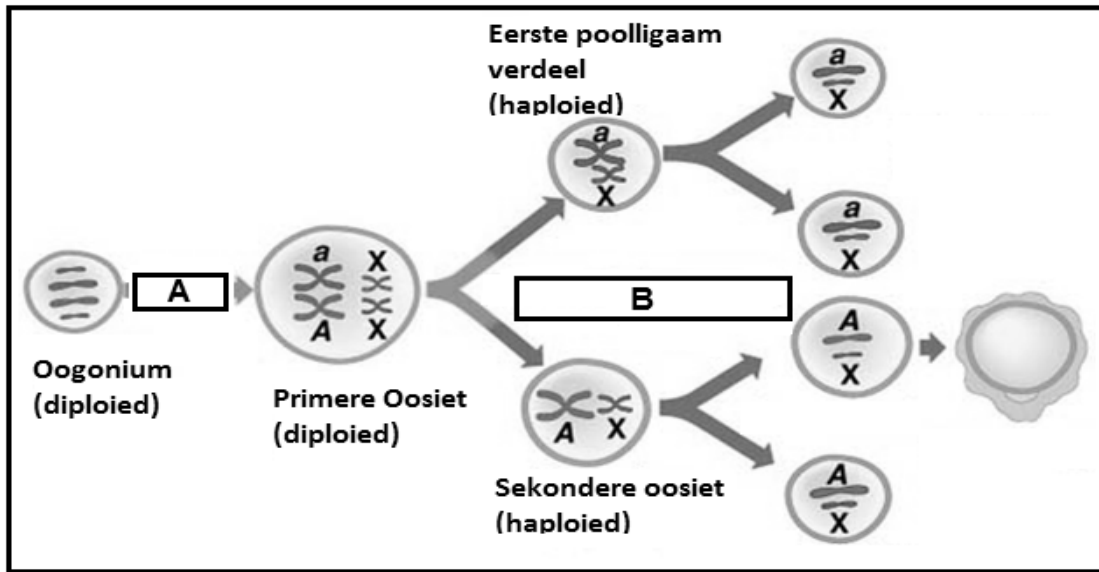 Eerste poolligaam
verdeel
(haploied)
a
X
a
X
a
X
A
a
X
A
X
B
A
X
Oogonium
(diploied)
Primere Oosiet
(diploied)
A
X
Sekondere oosiet
(haploied)
A
X